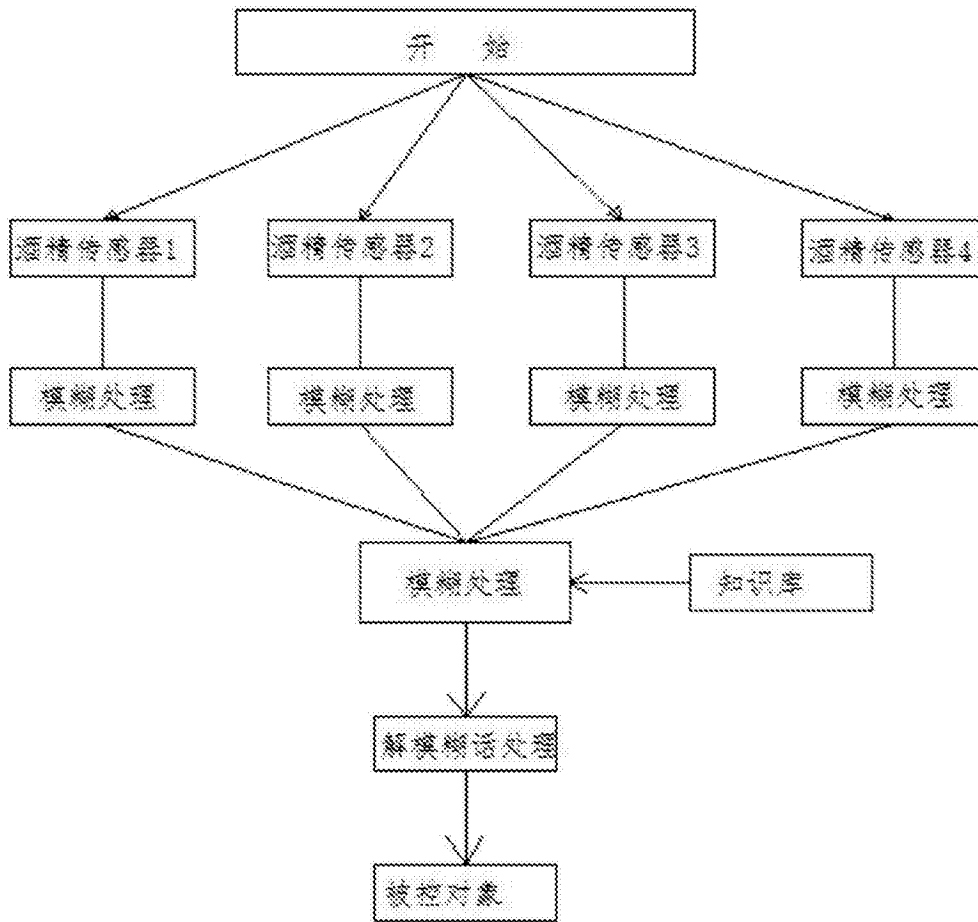 开 始
酒精传感器1
酒精传感器2
酒精传感器3
酒精传感器4
模糊处理
模糊处理
模糊处理
模糊处理
模糊处理
知识库
解模糊话处理
被控对象